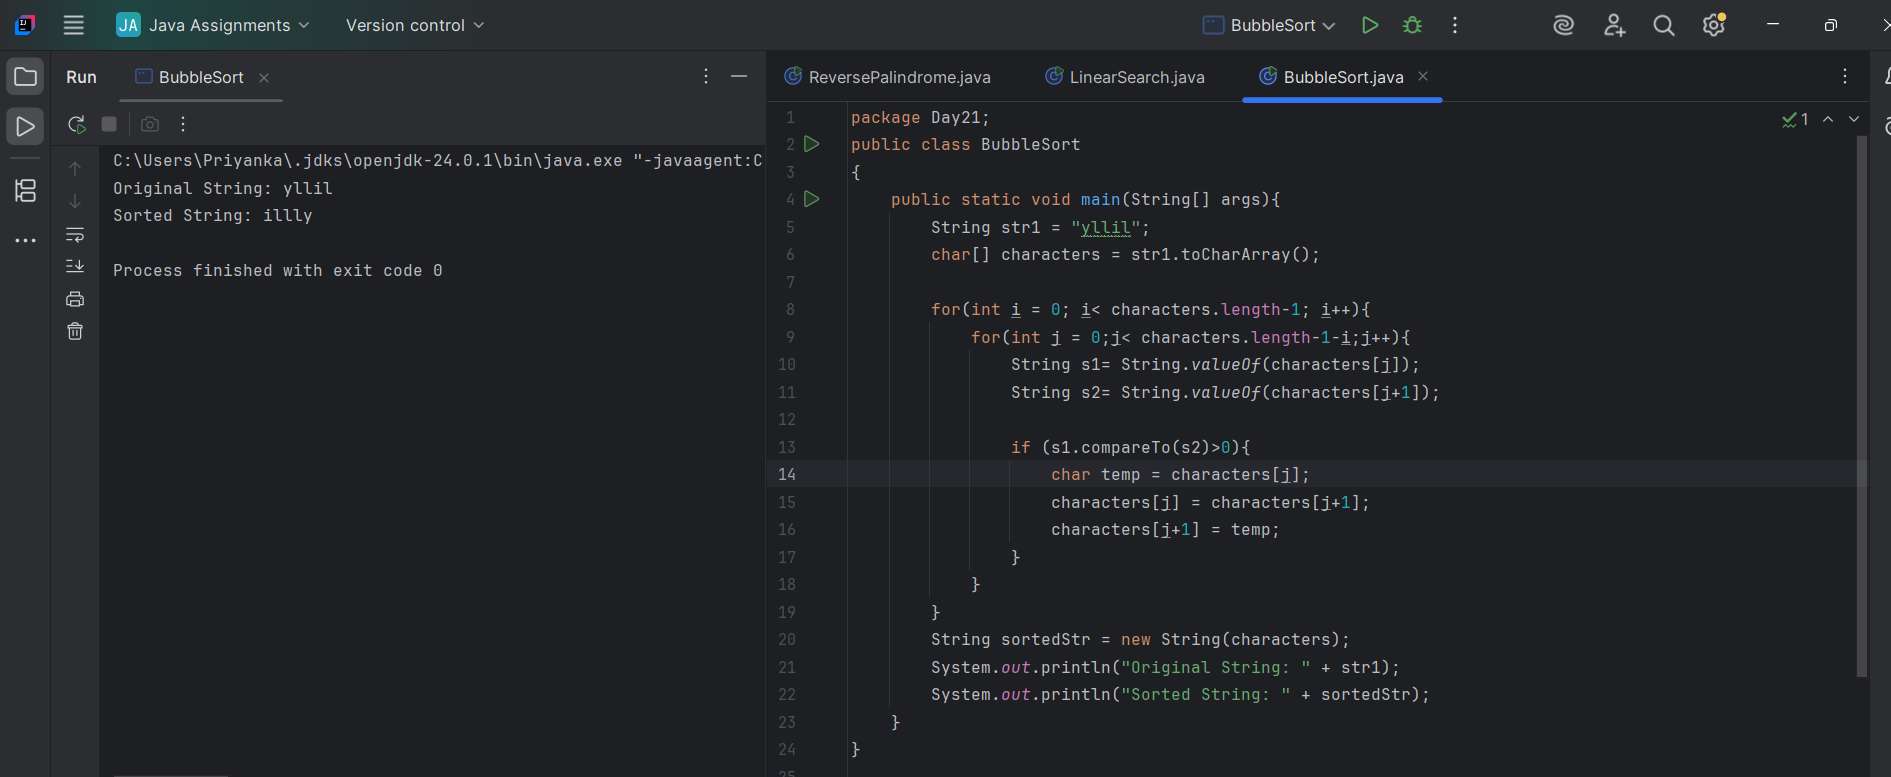 JA Java Assignments Version control BubbleSort
Run BubbleSort
ReversePalindrome.java LinearSearch.java BubbleSort.java
C:\Users\Priyanka\.jdks\openjdk-24.0.1\bin\java.exe "-javaagent:C
Original String: yllil
Sorted String: illly
Process finished with exit code 0
1 package Day21;
1
2 public class BubbleSort
3 {
4 public static void main(String[] args){
5 String str1 = "yllil";
6 char[] characters = str1.toCharArray();
7
8 for(int i = 0; i< characters.length-1; i++){
9 for(int j = 0;j< characters.length-1-i;j++){
10 String s1= String.valueOf(characters[j]);
11 String s2= String.valueOf(characters[j+1]);
12
13 if (s1.compareTo(s2)>0){
14 char temp = characters[j];
15 characters[j] = characters[j+1];
16 characters[j+1] = temp;
17 }
18 }
19 }
20 String sortedStr = new String(characters);
21 System.out.println("Original String: " + str1);
22 System.out.println("Sorted String: " + sortedStr);
23 }
24 }
25